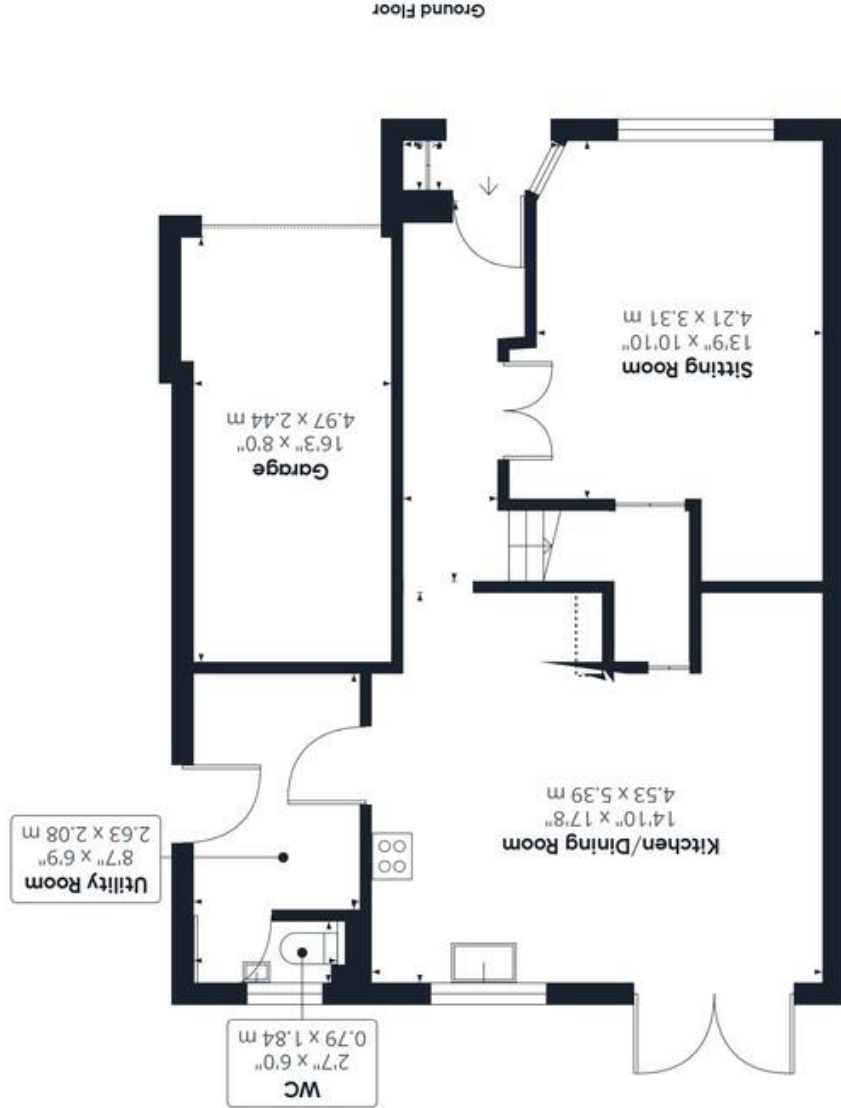 WC
2'7" x 6'0"
0.79 x 1.84 m
Kitchen/Dining Room
14'10" x 17'8"
4.53 x 5.39 m
Utility Room
8'7" x 6'9"
2.63 x 2.08 m
Garage
16'3" x 8'0"
4.97 x 2.44 m
Sitting Room
13'9" x 10'10"
4.21 x 3.31 m
Ground Floor